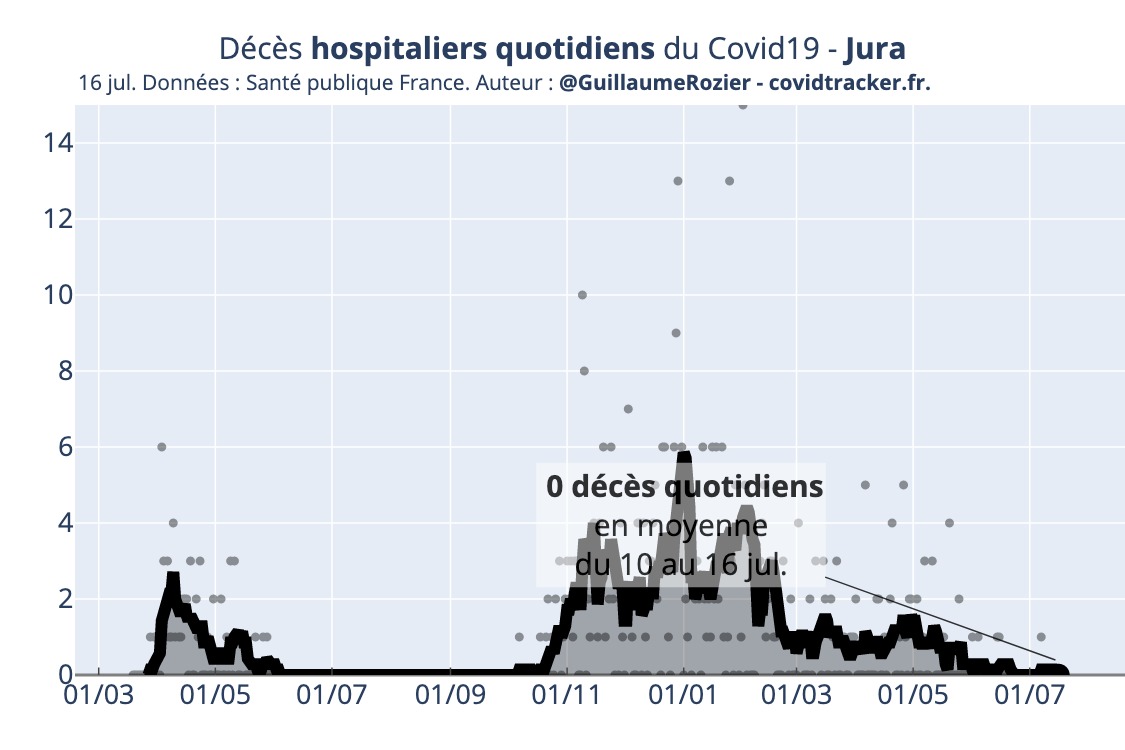 Décès hospitaliers quotidiens du Covid19 - Jura
16 jul. Données : Santé publique France. Auteur : @GuillaumeRozier - covidtracker.fr.
14
12
10
8
6
4
2
0
0 décès quotidiens
en moyenne
du 10 au 16 jul.
01/03 01/05 01/07 01/09 01/11 01/01 01/03 01/05 01/07